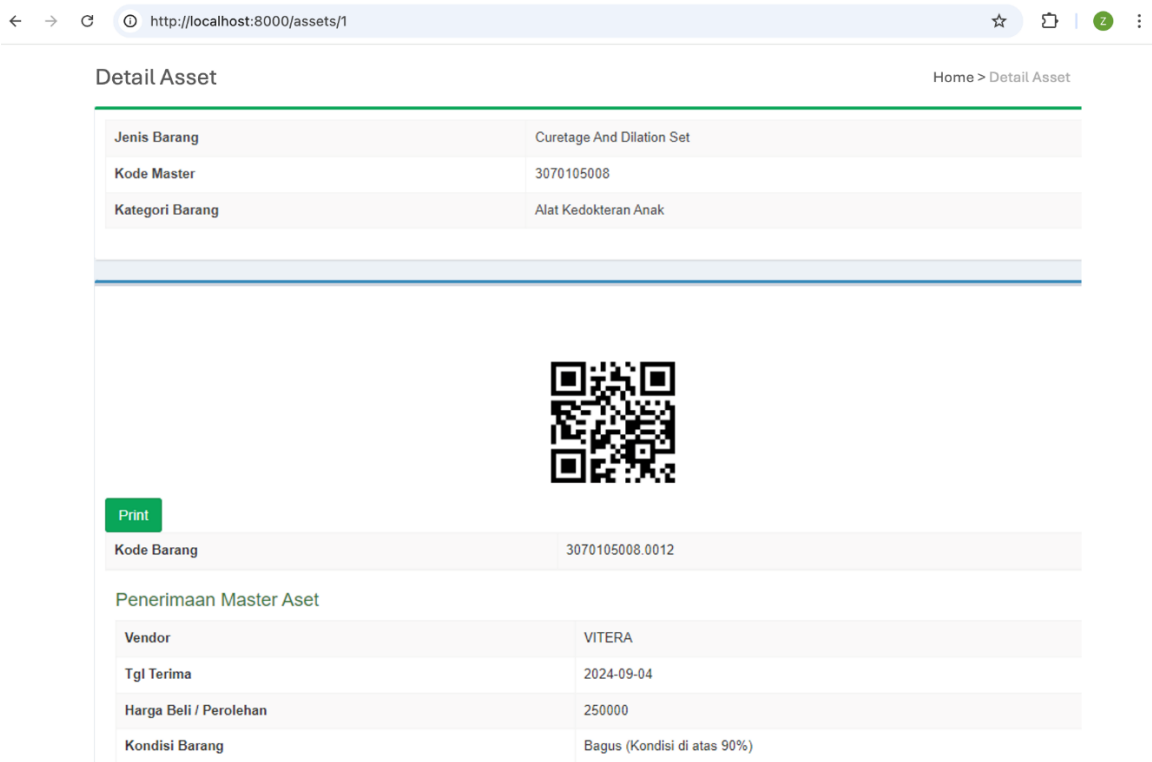 http://localhost:8000/assets/1
Z
Detail Asset
Home > Detail Asset
Jenis Barang Curetage And Dilation Set
Kode Master 3070105008
Kategori Barang Alat Kedokteran Anak
Print
Kode Barang 3070105008.0012
Penerimaan Master Aset
Vendor VITERA
Tgl Terima 2024-09-04
Harga Beli / Perolehan 250000
Kondisi Barang Bagus (Kondisi di atas 90%)